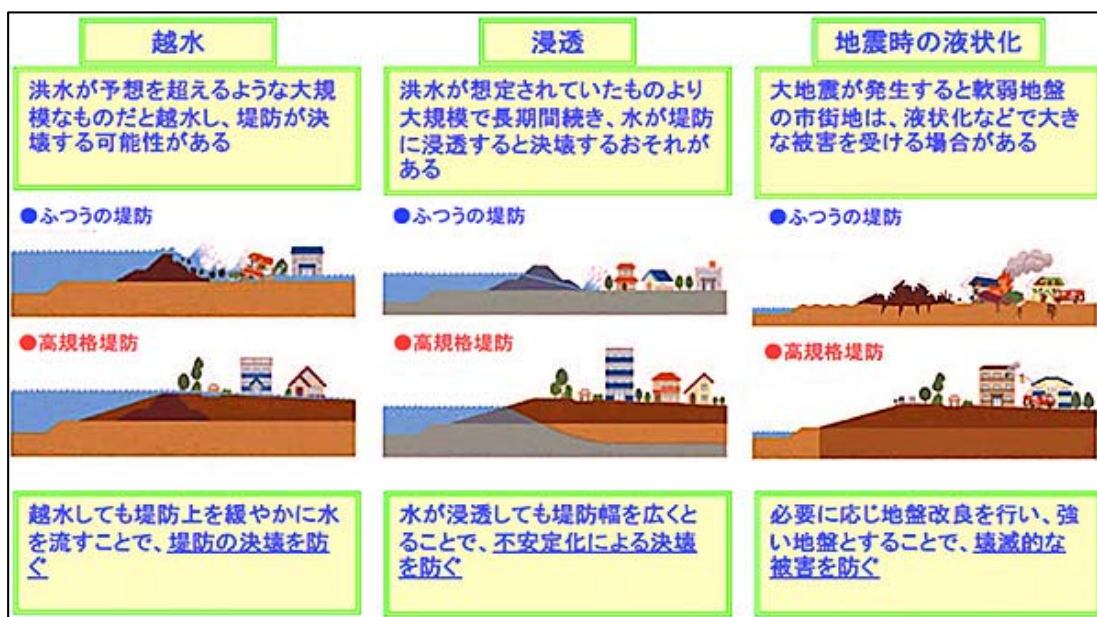 越水
洪水が予想を超えるような大規
模なものだと越水し、堤防が決
壊する可能性がある
●ふつうの堤防
●高規格堤防
越水しても堤防上を緩やかに水
を流すことで、堤防の決壊を防
ぐ
浸透
洪水が想定されていたものより
大規模で長期間続き、水が堤防
に浸透すると決壊するおそれが
ある
●ふつうの堤防
●高規格堤防
水が浸透しても堤防幅を広くと
ることで、不安定化による決壊
を防ぐ
地震時の液状化
大地震が発生すると軟弱地盤
の市街地は、液状化などで大き
な被害を受ける場合がある
●ふつうの堤防
●高規格堤防
必要に応じ地盤改良を行い、強
い地盤とすることで、壊滅的な
被害を防ぐ